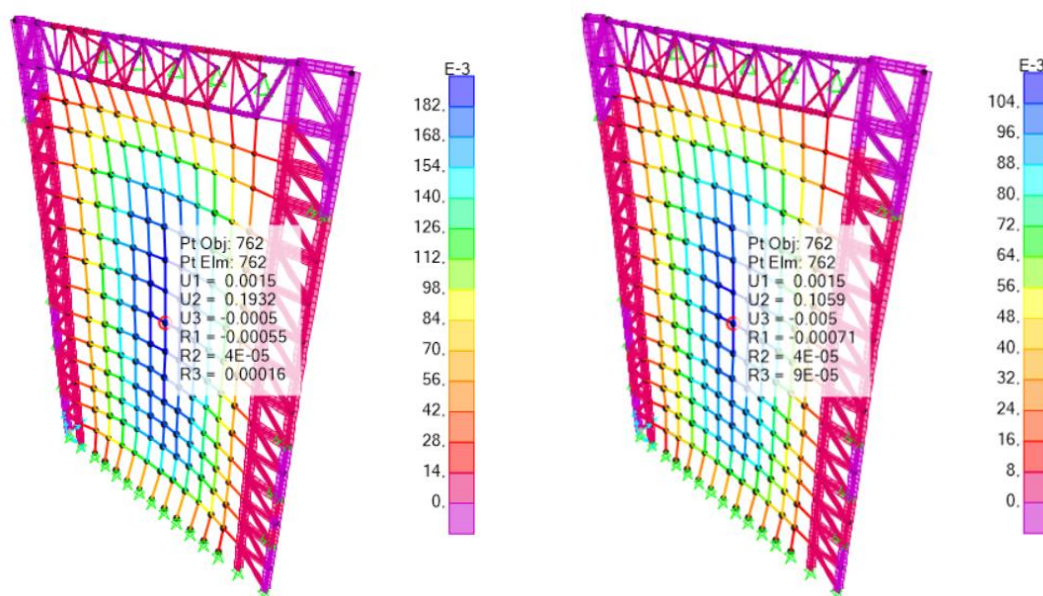 E-3
182.
168.
154.
140.
126.
112.
98.
84.
70.
56.
42.
28.
14.
0.
Pt Obj: 762
Pt Elm: 762
U1 = 0.0015
U2 = 0.1932
U3 = -0.0005
R1 = -0.00055
R2 = 4E-05
R3 = 0.00016
E-3
104.
96.
88.
80.
72.
64.
56.
48.
40.
32.
24.
16.
8.
0.
Pt Obj: 762
Pt Elm: 762
U1 = 0.0015
U2 = 0.1059
U3 = -0.005
R1 = -0.00071
R2 = 4E-05
R3 = 9E-05